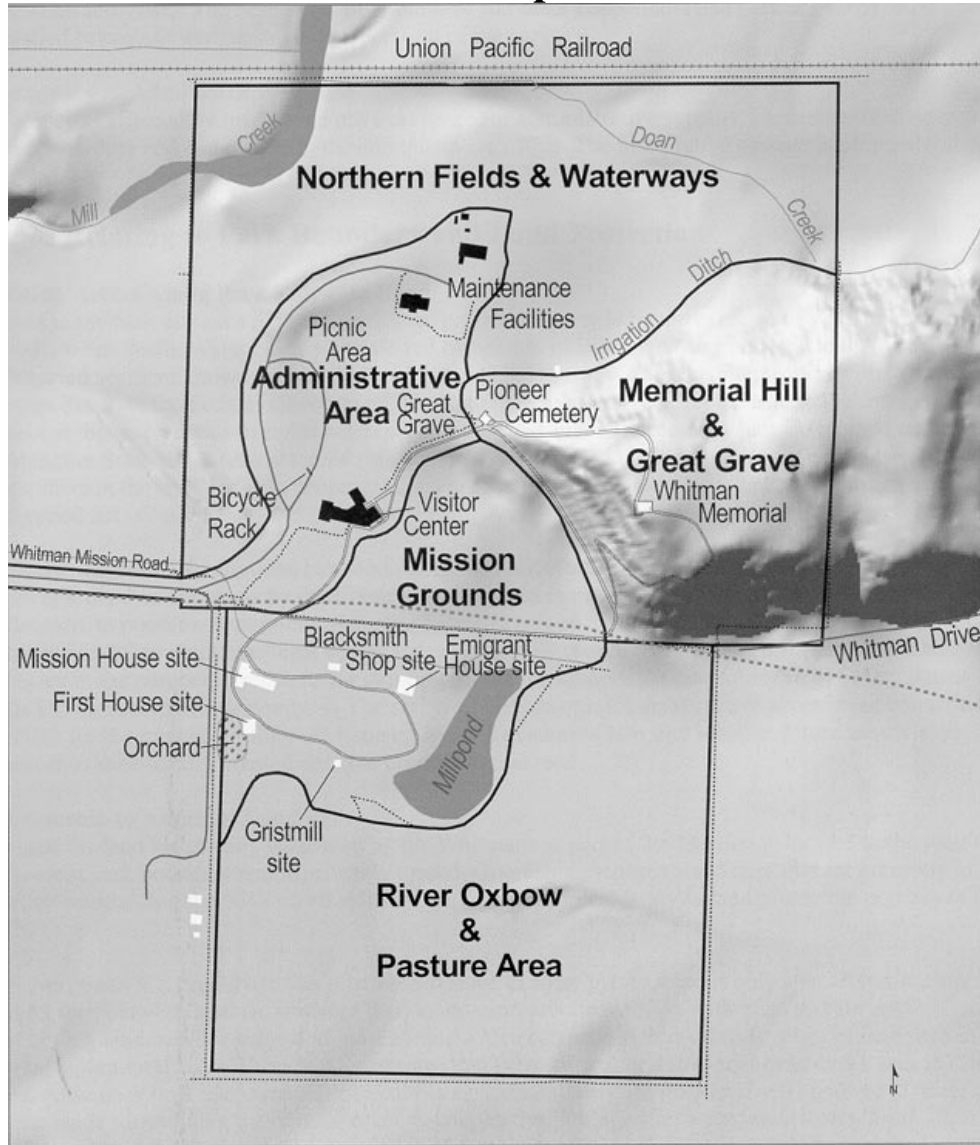 Union Pacific Railroad
Creek
Mill
Doan
Creek
Northern Fields & Waterways
Ditch
Irrigation
Maintenance
Facilities
Picnic
Area
Administrative
Area
Great
Grave
Pioneer
Cemetery
Memorial Hill
&
Great Grave
Whitman
Memorial
Bicycle
Rack
Visitor
Center
Whitman Mission Road
Mission
Grounds
Whitman Drive
Mission House site
Blacksmith
Shop site
Emigrant
House site
First House site
Orchard
Millpond
Gristmill
site
River Oxbow
&
Pasture Area
N